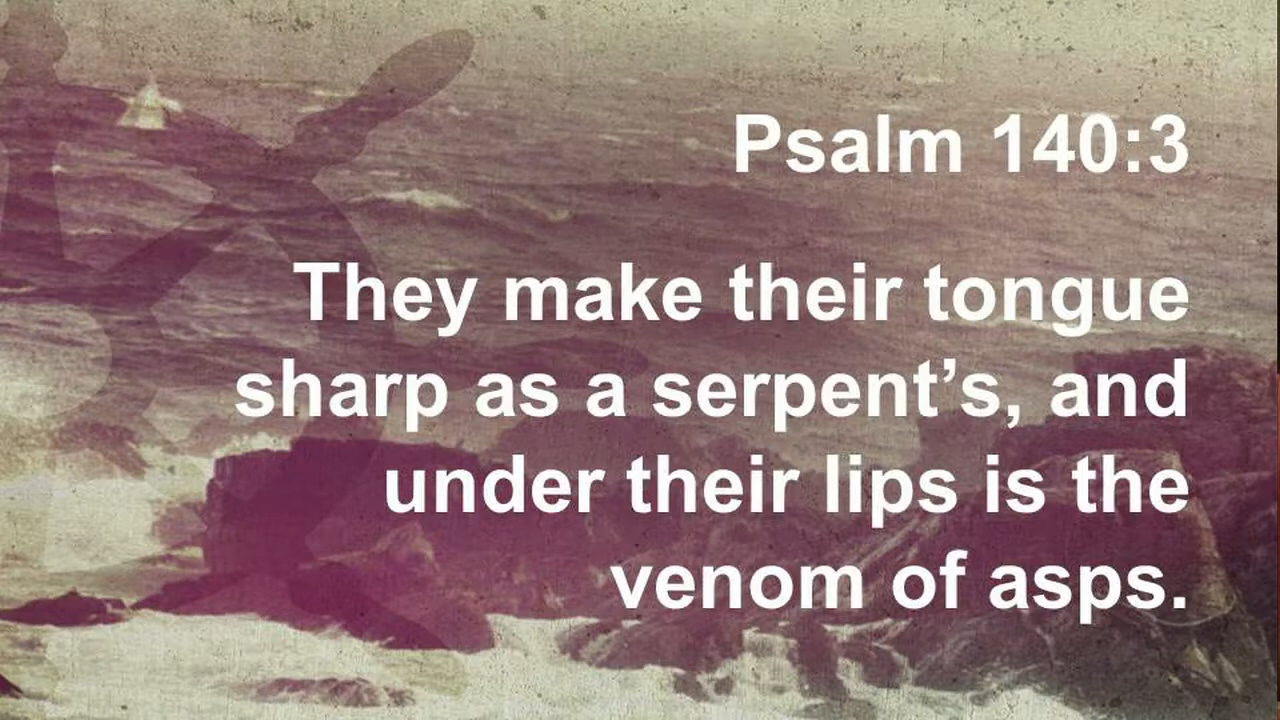 Psalm 140:3
They make their tongue
sharp as a serpent’s, and
under their lips is the
venom of asps.